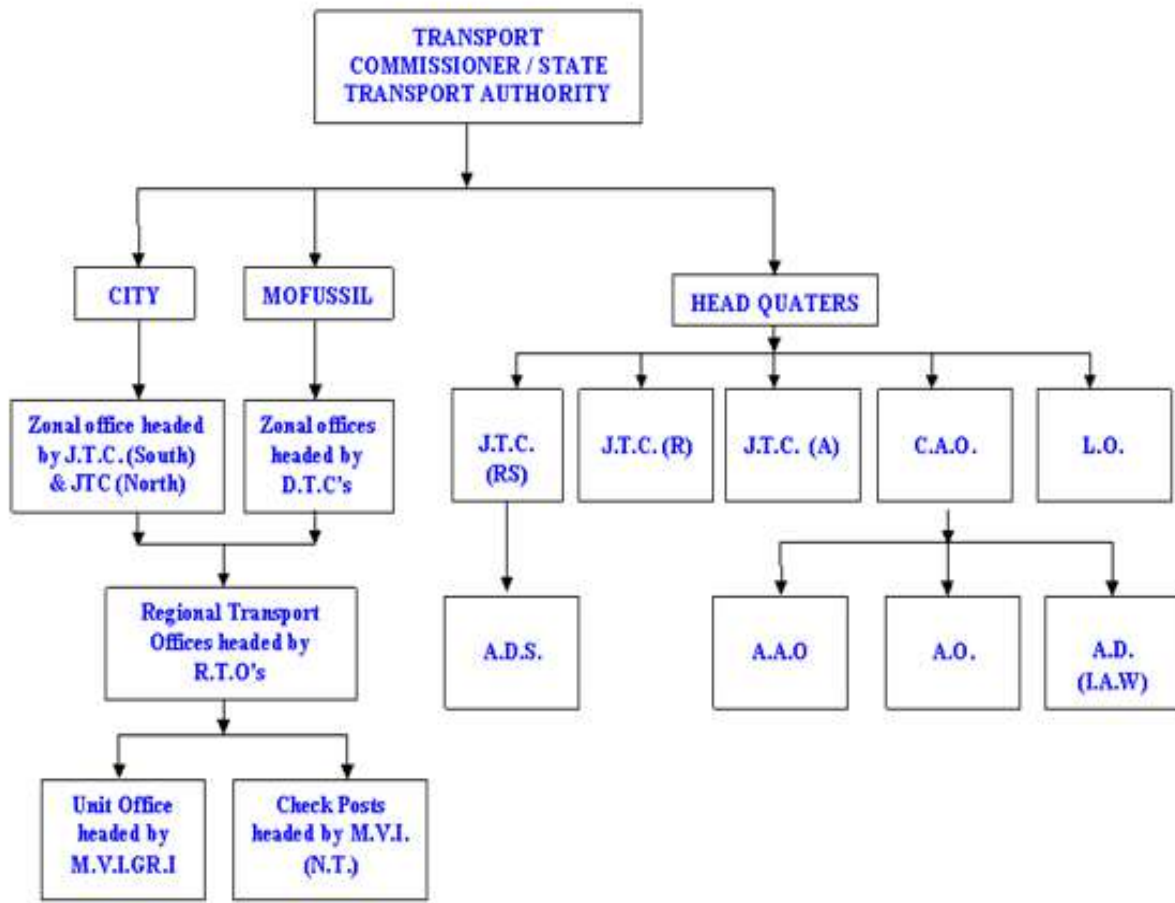 TRANSPORT
COMMISSIONER / STATE
TRANSPORT AUTHORITY
CITY
MOFUSSIL
HEAD QUATERS
Zonal office headed
by J.T.C. (South)
& JTC (North)
Zonal offices
headed by
D.T.C's
J.T.C.
(RS)
J.T.C. (R)
J.T.C. (A)
C.A.O.
L.O.
Regional Transport
Offices headed by
R.T.O's
A.D.S.
A.A.O
A.O.
A.D.
(I.A.W)
Unit Office
headed by
M.V.I.GR.I
Check Posts
headed by M.V.I.
(N.T.)